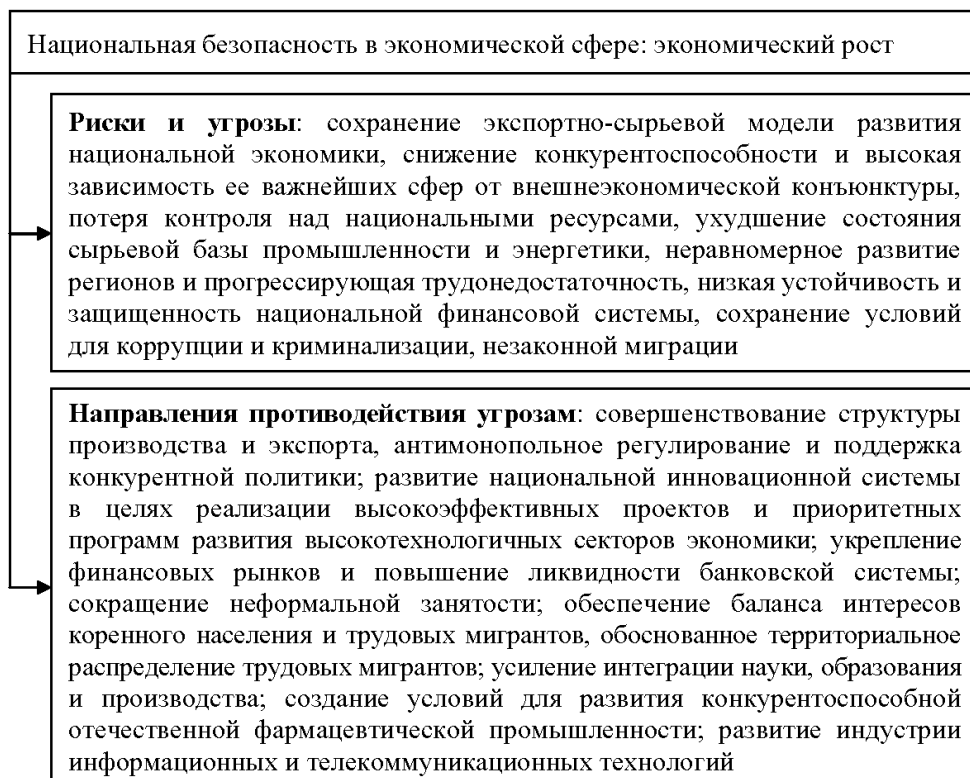 Национальная безопасность в экономической сфере: экономический рост
Риски и угрозы: сохранение экспортно-сырьевой модели развития
национальной экономики, снижение конкурентоспособности и высокая
зависимость ее важнейших сфер от внешнеэкономической конъюнктуры,
потеря контроля над национальными ресурсами, ухудшение состояния
сырьевой базы промышленности и энергетики, неравномерное развитие
регионов и прогрессирующая трудонедостаточность, низкая устойчивость и
защищенность национальной финансовой системы, сохранение условий
для коррупции и криминализации, незаконной миграции
Направления противодействия угрозам: совершенствование структуры
производства и экспорта, антимонопольное регулирование и поддержка
конкурентной политики; развитие национальной инновационной системы
в целях реализации высокоэффективных проектов и приоритетных
программ развития высокотехнологичных секторов экономики; укрепление
финансовых рынков и повышение ликвидности банковской системы;
сокращение неформальной занятости; обеспечение баланса интересов
коренного населения и трудовых мигрантов, обоснованное территориальное
распределение трудовых мигрантов; усиление интеграции науки, образования
и производства; создание условий для развития конкурентоспособной
отечественной фармацевтической промышленности; развитие индустрии
информационных и телекоммуникационных технологий